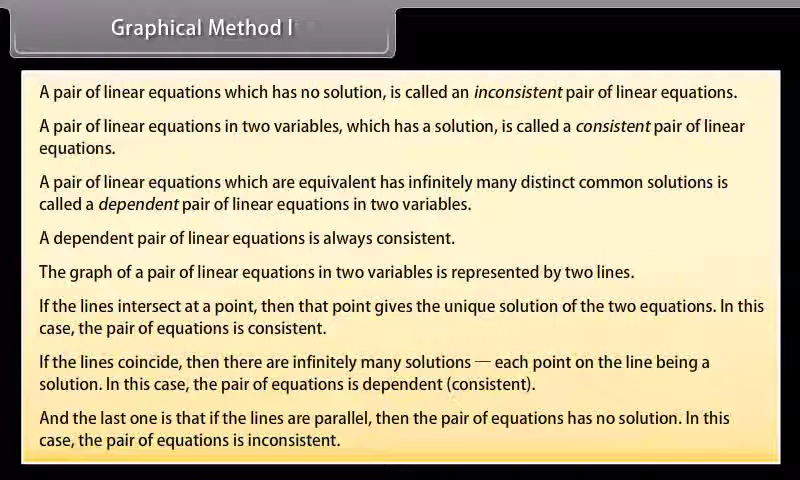 Graphical Method I
A pair of linear equations which has no solution, is called an inconsistent pair of linear equations.
A pair of linear equations in two variables, which has a solution, is called a consistent pair of linear
equations.
A pair of linear equations which are equivalent has infinitely many distinct common solutions is
called a dependent pair of linear equations in two variables.
A dependent pair of linear equations is always consistent.
The graph of a pair of linear equations in two variables is represented by two lines.
If the lines intersect at a point, then that point gives the unique solution of the two equations. In this
case, the pair of equations is consistent.
If the lines coincide, then there are infinitely many solutions — each point on the line being a
solution. In this case, the pair of equations is dependent (consistent).
And the last one is that if the lines are parallel, then the pair of equations has no solution. In this
case, the pair of equations is inconsistent.